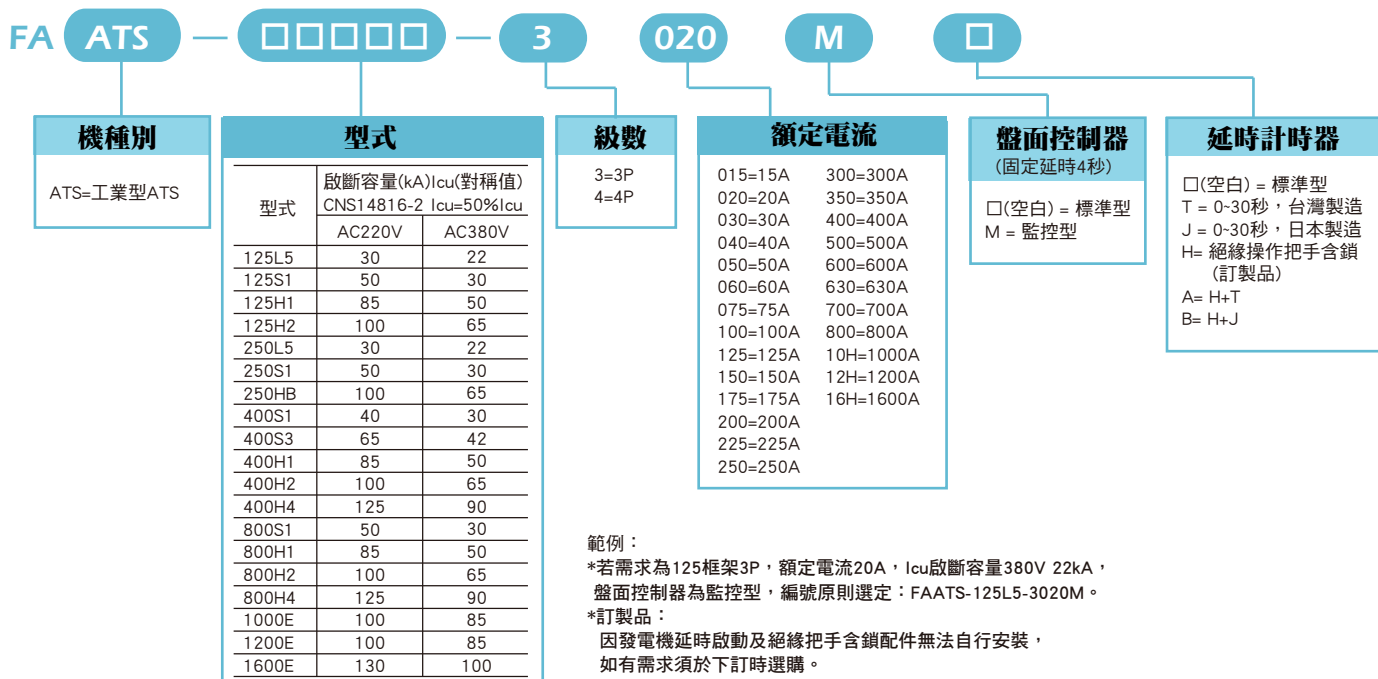 FA ATS — □□□□□ — 3 020 M □
機種別
ATS=工業型ATS
型式
型式 啟斷容量(kA)Icu(對稱值)
CNS14816-2 Icu=50%Icu
AC220V AC380V
125L5 30 22
125S1 50 30
125H1 85 50
125H2 100 65
250L5 30 22
250S1 50 30
250HB 100 65
400S1 40 30
400S3 65 42
400H1 85 50
400H2 100 65
400H4 125 90
800S1 50 30
800H1 85 50
800H2 100 65
800H4 125 90
1000E 100 85
1200E 100 85
1600E 130 100
級數
3=3P
4=4P
額定電流
015=15A 300=300A
020=20A 350=350A
030=30A 400=400A
040=40A 500=500A
050=50A 600=600A
060=60A 630=630A
075=75A 700=700A
100=100A 800=800A
125=125A 10H=1000A
150=150A 12H=1200A
175=175A 16H=1600A
200=200A
225=225A
250=250A
盤面控制器
(固定延時4秒)
□(空白) = 標準型
M = 監控型
延時計時器
□(空白) = 標準型
T = 0~30秒，台灣製造
J = 0~30秒，日本製造
H= 絕緣操作把手含鎖
(訂製品)
A= H+T
B= H+J
範例：
*若需求為125框架3P，額定電流20A，Icu啟斷容量380V 22kA，
盤面控制器為監控型，編號原則選定：FAATS-125L5-3020M。
*訂製品：
因發電機延時啟動及絕緣把手含鎖配件無法自行安裝，
如有需求須於下訂時選購。